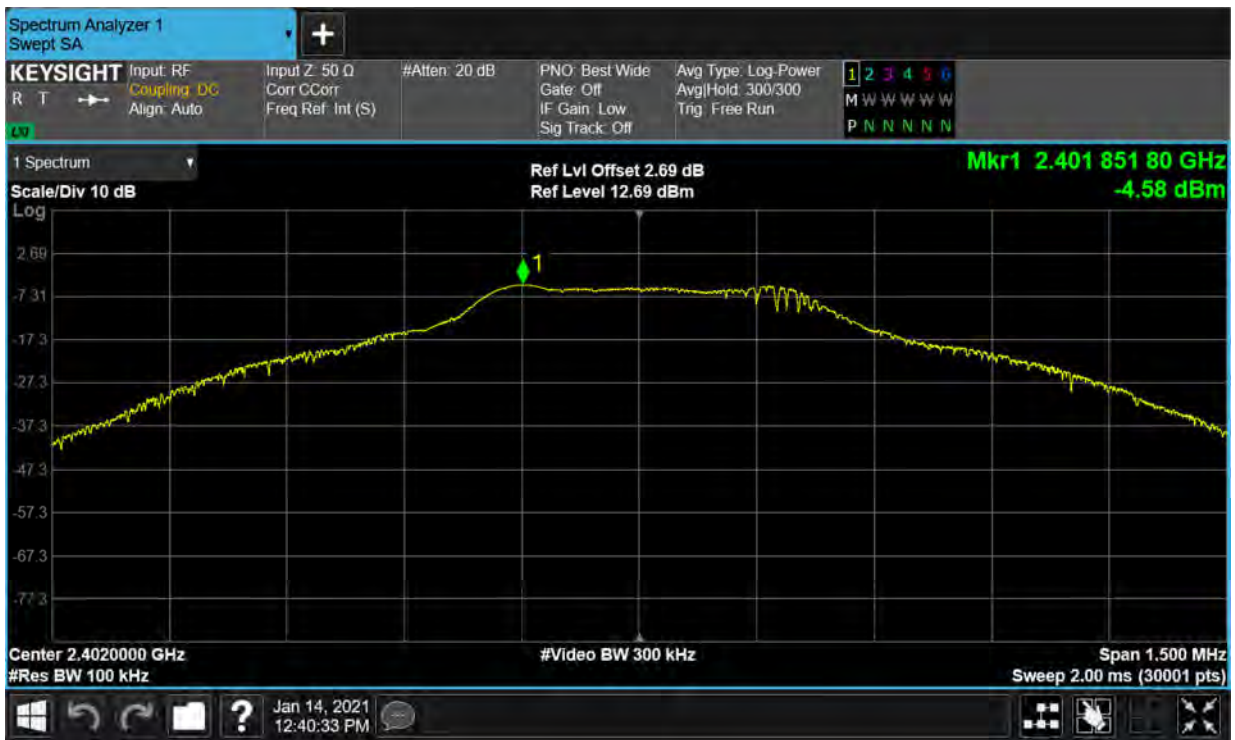 Spectrum Analyzer 1
Swept SA
+
KEYSIGHT Input: RF Input Z: 50 Ω #Atten: 20 dB PNO: Best Wide Avg Type: Log-Power 1 2 3 4 5 6
R T Coupling: DC Corr CCorr Gate: Off Avg|Hold: 300/300 M W W W W W
Align: Auto Freq Ref: Int (S) IF Gain: Low Trig: Free Run P N N N N N
LXI Sig Track: Off
1 Spectrum Ref Lvl Offset 2.69 dB Mkr1 2.401 851 80 GHz
Scale/Div 10 dB Ref Level 12.69 dBm -4.58 dBm
Log
2.69
1
-7.31
-17.3
-27.3
-37.3
-47.3
-57.3
-67.3
-77.3
Center 2.4020000 GHz #Video BW 300 kHz Span 1.500 MHz
#Res BW 100 kHz Sweep 2.00 ms (30001 pts)
? Jan 14, 2021
12:40:33 PM